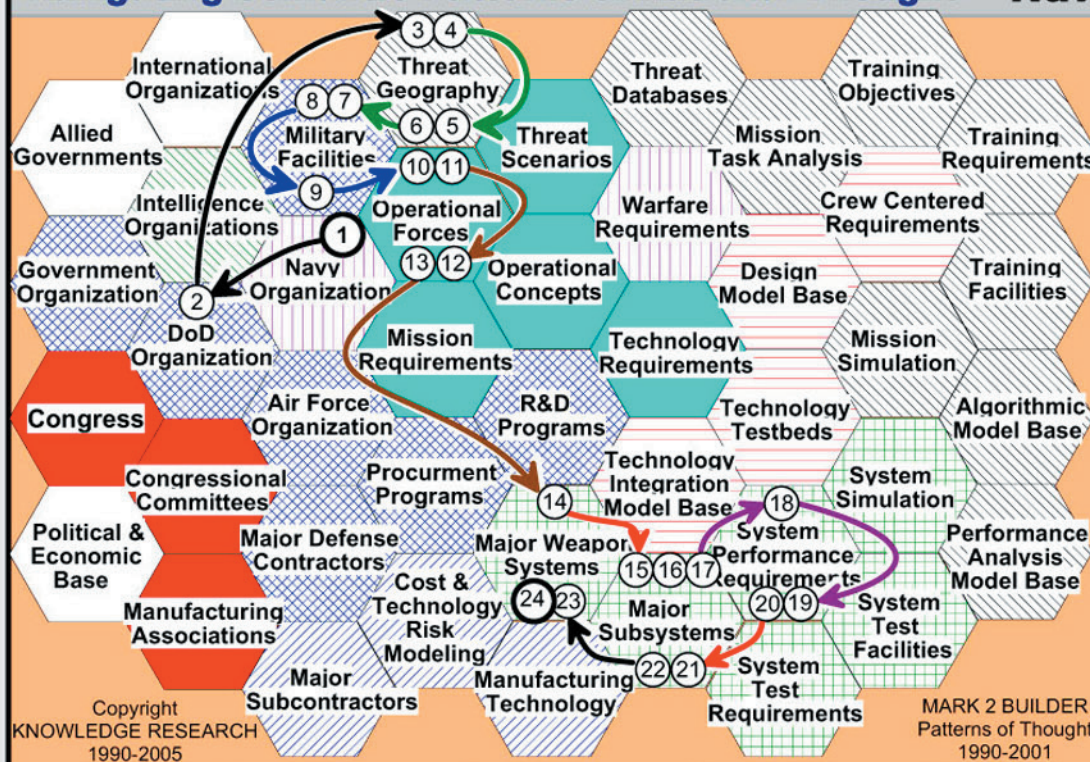 3 4
International
Organizations
Threat
Geography
Threat
Databases
Training
Objectives
8 7
6 5
Allied
Governments
Military
Facilities
Threat
Scenarios
Mission
Task Analysis
Training
Requirements
9
10 11
Intelligence
Organizations
Operational
Forces
Warfare
Requirements
Crew Centered
Requirements
1
13 12
Government
Organization
Navy
Organization
Operational
Concepts
Design
Model Base
Training
Facilities
2
DoD
Organization
Mission
Requirements
Technology
Requirements
Mission
Simulation
Congress
Air Force
Organization
R&D
Programs
Technology
Testbeds
Algorithmic
Model Base
Congressional
Committees
Procurment
Programs
Technology
Integration
Model Base
System
Simulation
14
18
Political &
Economic
Base
Major Defense
Contractors
Major Weapon
Systems
System
Performance
Requirements
Performance
Analysis
Model Base
15 16 17
Manufacturing
Associations
Cost &
Technology
Risk
Modeling
24 23
Major
Subsystems
20 19
System
Test
Facilities
22 21
Major
Subcontractors
Manufacturing
Technology
System
Test
Requirements
Copyright
KNOWLEDGE RESEARCH
1990-2005
MARK 2 BUILDER
Patterns of Thought
1990-2001